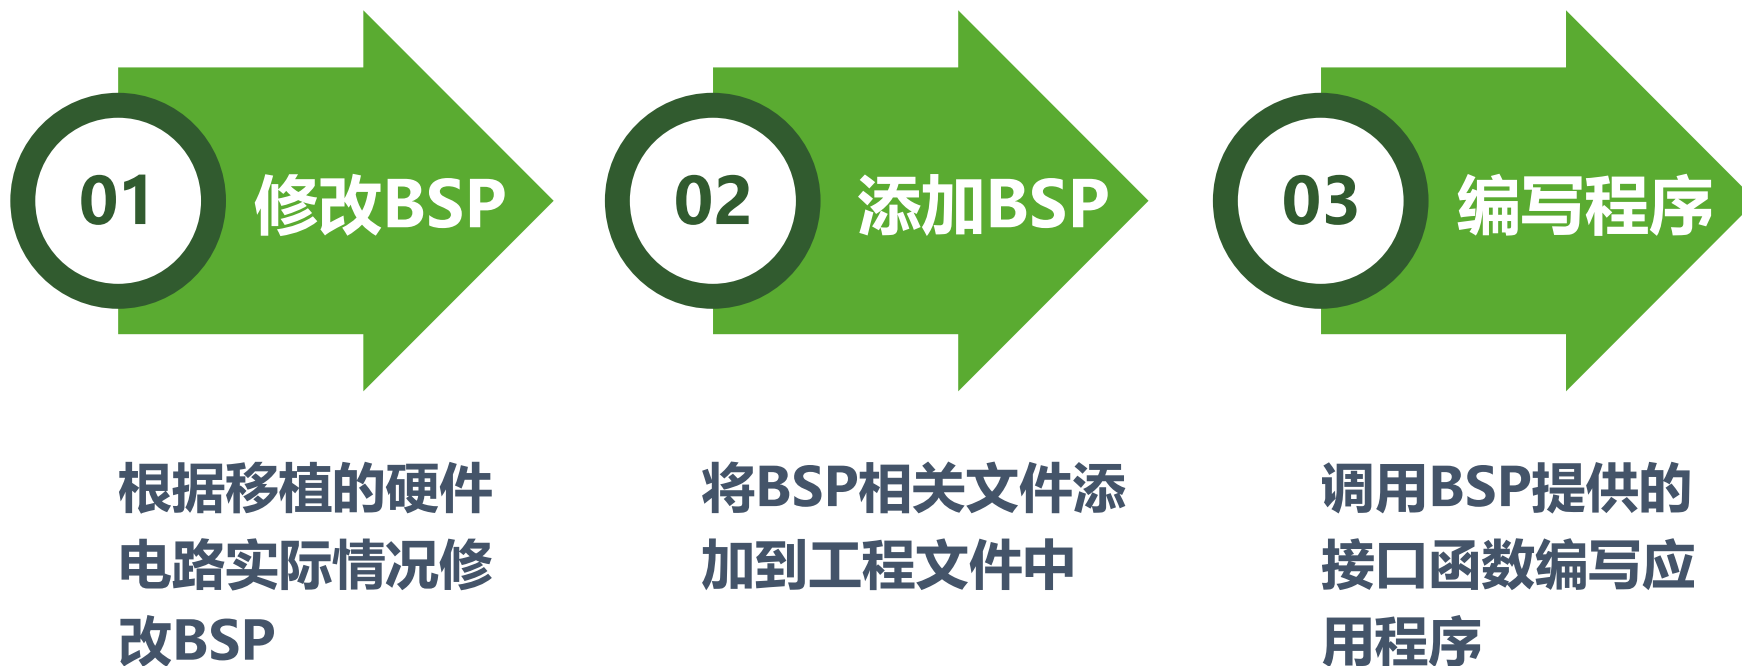 01
修改BSP
02
添加BSP
03
编写程序
根据移植的硬件
电路实际情况修
改BSP
将BSP相关文件添
加到工程文件中
调用BSP提供的
接口函数编写应
用程序